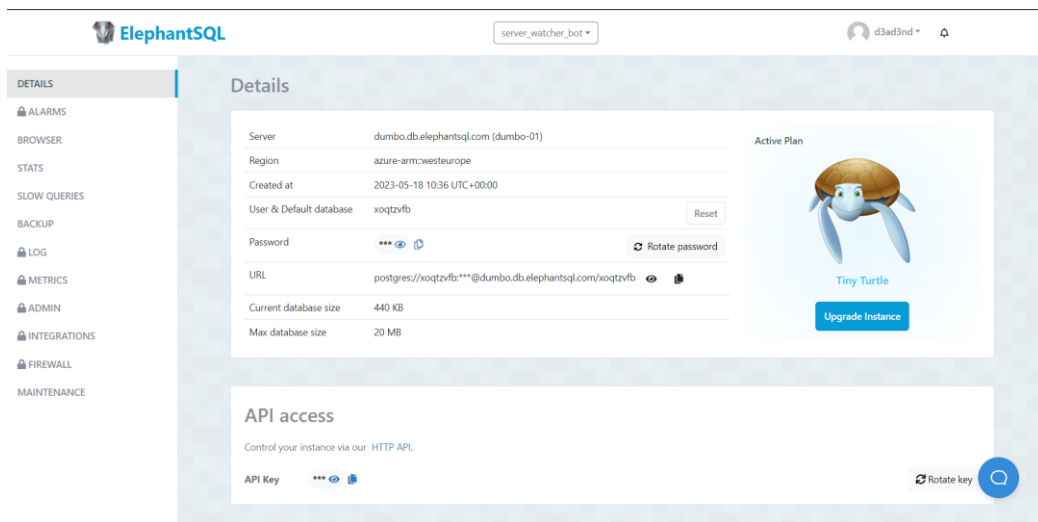 ElephantSQL
server_watcher_bot
d3ad3nd
DETAILS
ALARMS
BROWSER
STATS
SLOW QUERIES
BACKUP
LOG
METRICS
ADMIN
INTEGRATIONS
FIREWALL
MAINTENANCE
Details
Server dumbo.db.elephantsql.com (dumbo-01)
Region azure-arm::westeurope
Created at 2023-05-18 10:36 UTC+00:00
User & Default database xoqtzvfb Reset
Password *** Rotate password
URL postgres://xoqtzvfb:***@dumbo.db.elephantsql.com/xoqtzvfb
Current database size 440 KB
Max database size 20 MB
Active Plan
Tiny Turtle
Upgrade Instance
API access
Control your instance via our HTTP API.
API Key *** Rotate key